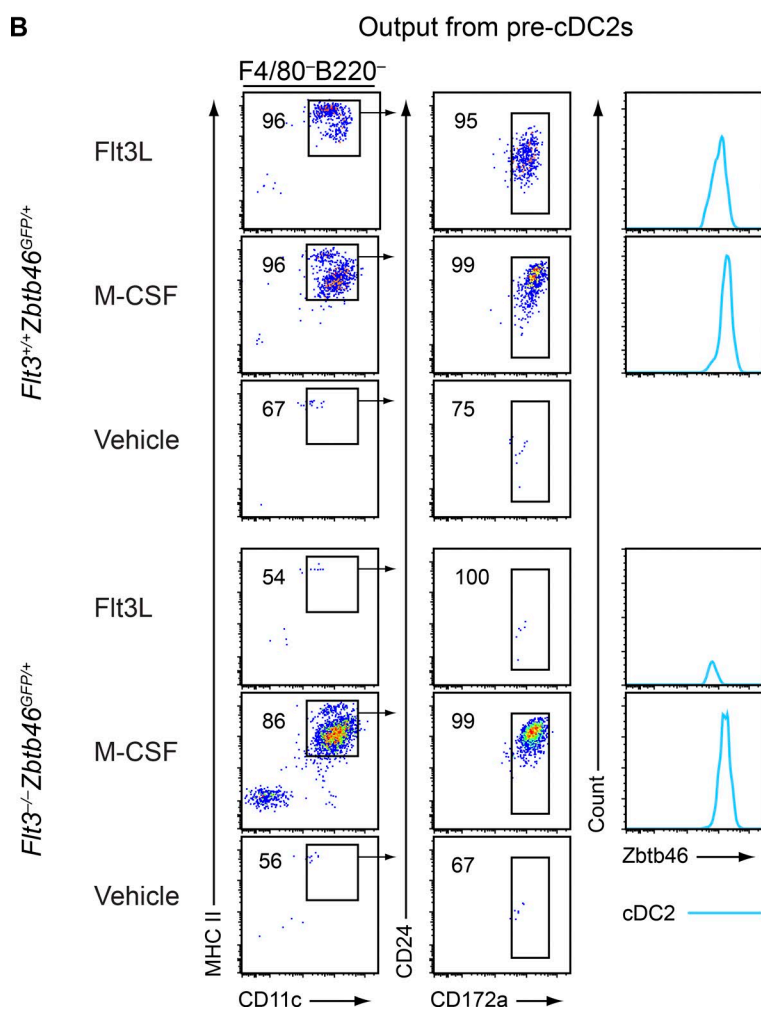 B
Output from pre-cDC2s
F4/80–B220–
Flt3+/+Zbtb46GFP/+
Flt3L
96
95
M-CSF
96
99
Vehicle
67
75
Flt3–/–Zbtb46GFP/+
Flt3L
54
100
M-CSF
86
99
Vehicle
56
67
MHC II
CD24
Count
CD11c
CD172a
Zbtb46
cDC2